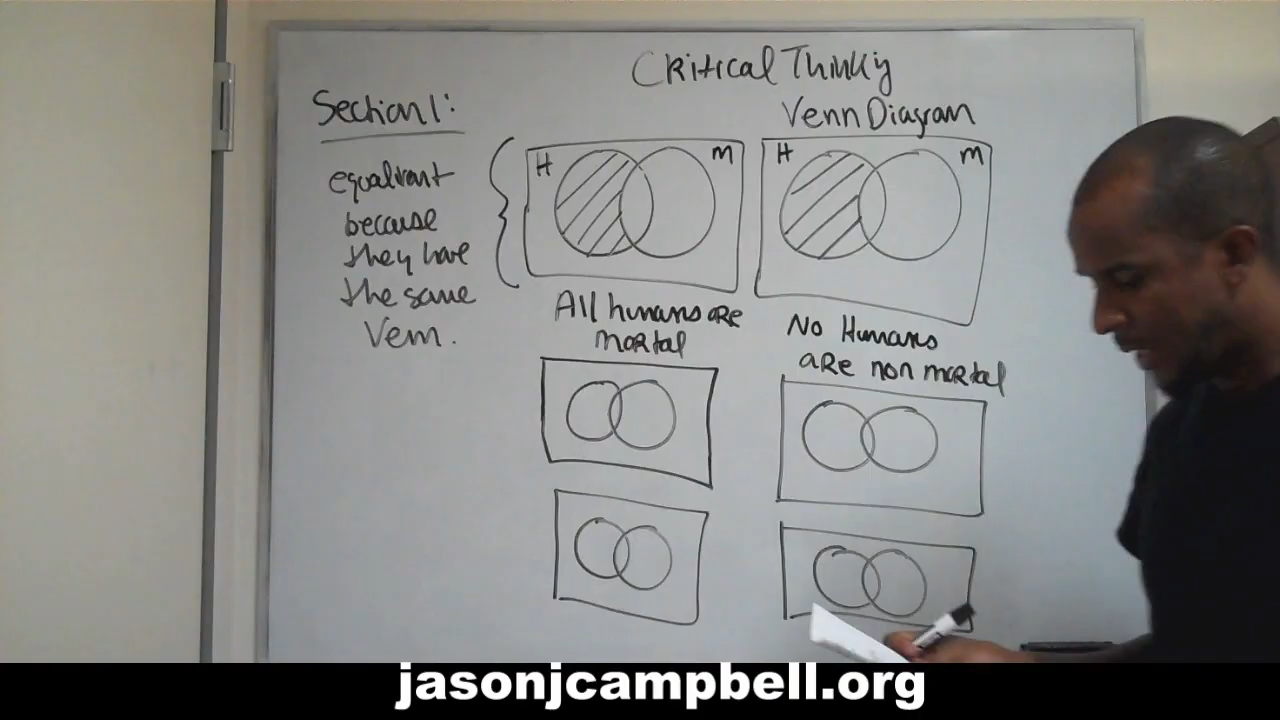 Critical Thinking
Venn Diagram
Section 1:
equalvant
because
they have
the same
Venn.
H
M
H
M
All humans are
mortal
No Humans
are non mortal
jasonjcampbell.org